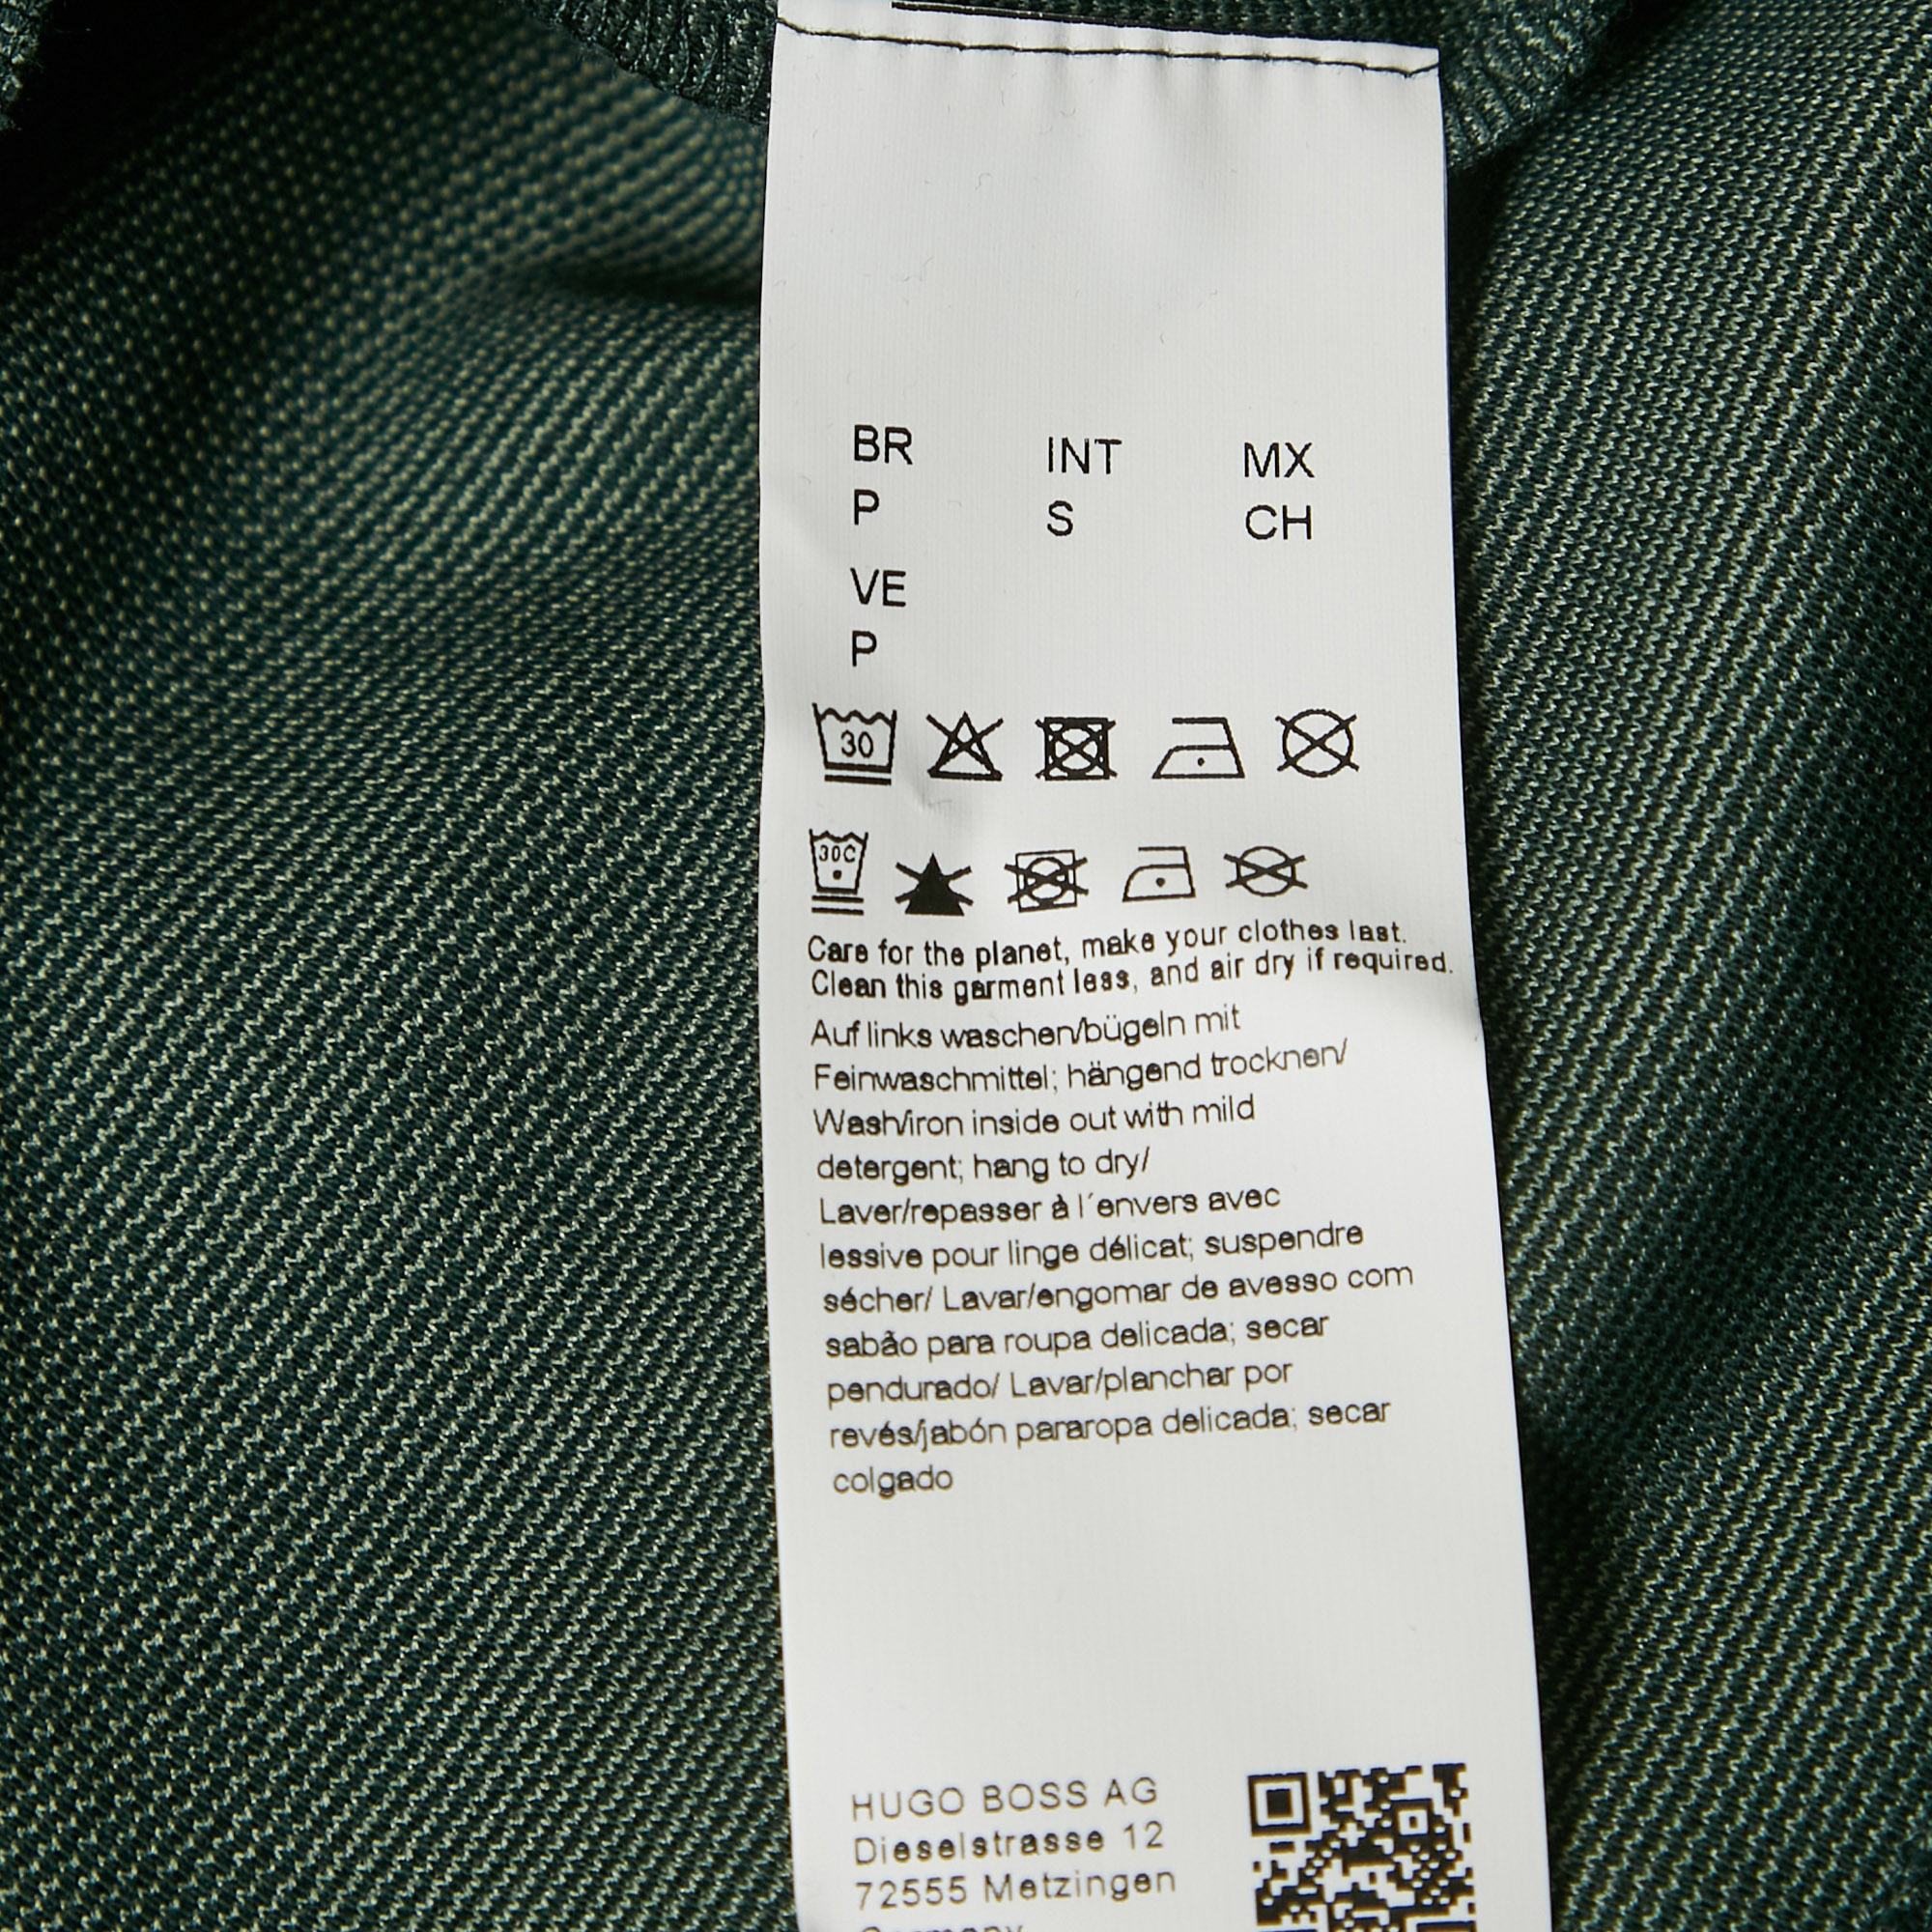 BR INT MX
P S CH
VE
P
30
30C
Care for the planet, make your clothes last.
Clean this garment less, and air dry if required.
Auf links waschen/bügeln mit
Feinwaschmittel; hängend trocknen/
Wash/iron inside out with mild
detergent; hang to dry/
Laver/repasser à l´envers avec
lessive pour linge délicat; suspendre
sécher/ Lavar/engomar de avesso com
sabão para roupa delicada; secar
pendurado/ Lavar/planchar por
revés/jabón pararopa delicada; secar
colgado
HUGO BOSS AG
Dieselstrasse 12
72555 Metzingen
Germany